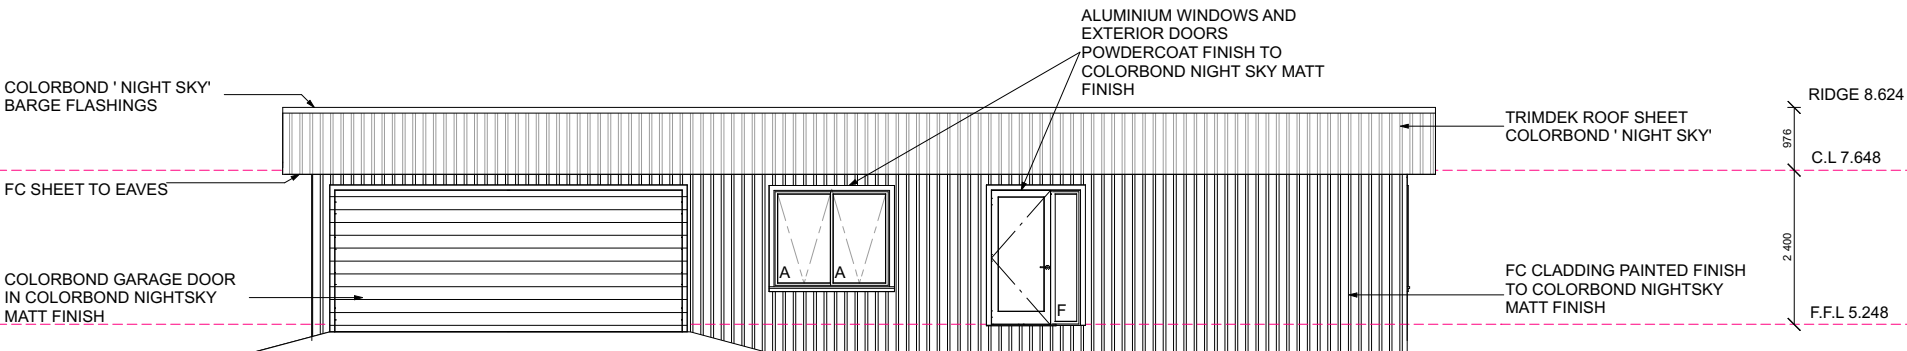 ALUMINIUM WINDOWS AND
EXTERIOR DOORS
POWDERCOAT FINISH TO
COLORBOND NIGHT SKY MATT
FINISH
COLORBOND ' NIGHT SKY'
BARGE FLASHINGS
RIDGE 8.624
TRIMDEK ROOF SHEET
COLORBOND ' NIGHT SKY'
976
C.L 7.648
FC SHEET TO EAVES
2 400
A
A
COLORBOND GARAGE DOOR
IN COLORBOND NIGHTSKY
MATT FINISH
F
FC CLADDING PAINTED FINISH
TO COLORBOND NIGHTSKY
MATT FINISH
F.F.L 5.248